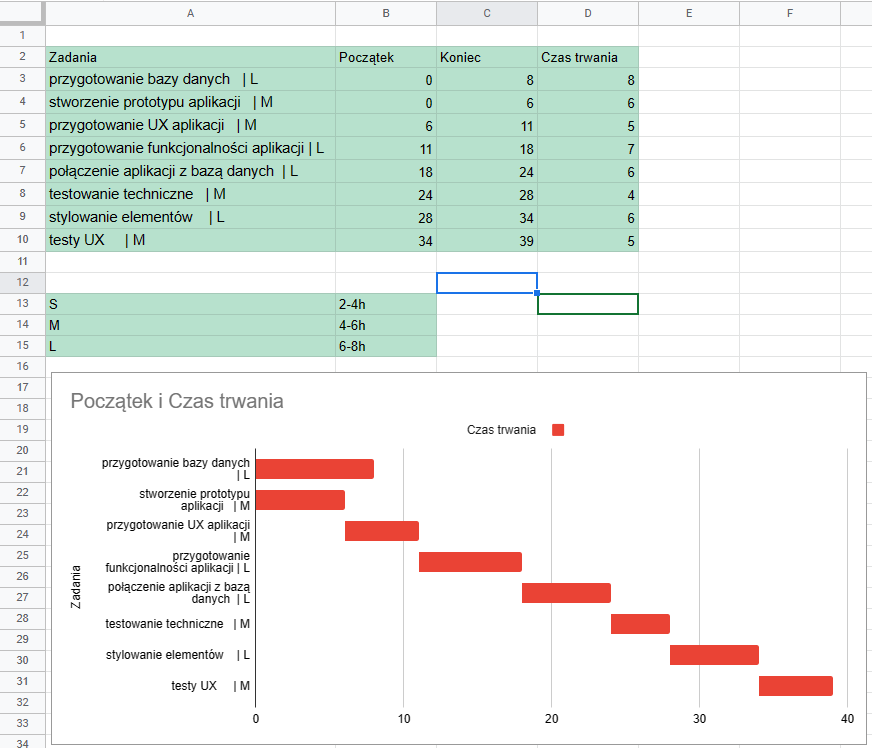 A B C D E F
1
2 Zadania Początek Koniec Czas trwania
3 przygotowanie bazy danych | L 0 8 8
4 stworzenie prototypu aplikacji | M 0 6 6
5 przygotowanie UX aplikacji | M 6 11 5
6 przygotowanie funkcjonalności aplikacji | L 11 18 7
7 połączenie aplikacji z bazą danych | L 18 24 6
8 testowanie techniczne | M 24 28 4
9 stylowanie elementów | L 28 34 6
10 testy UX | M 34 39 5
11
12
13 S 2-4h
14 M 4-6h
15 L 6-8h
16
17
18
19
20
21
22
23
24
25
26
27
28
29
30
31
32
33
34
Początek i Czas trwania
Czas trwania
Zadania
przygotowanie bazy danych
| L
stworzenie prototypu
aplikacji | M
przygotowanie UX aplikacji
| M
przygotowanie
funkcjonalności aplikacji | L
połączenie aplikacji z bazą
danych | L
testowanie techniczne | M
stylowanie elementów | L
testy UX | M
0 10 20 30 40